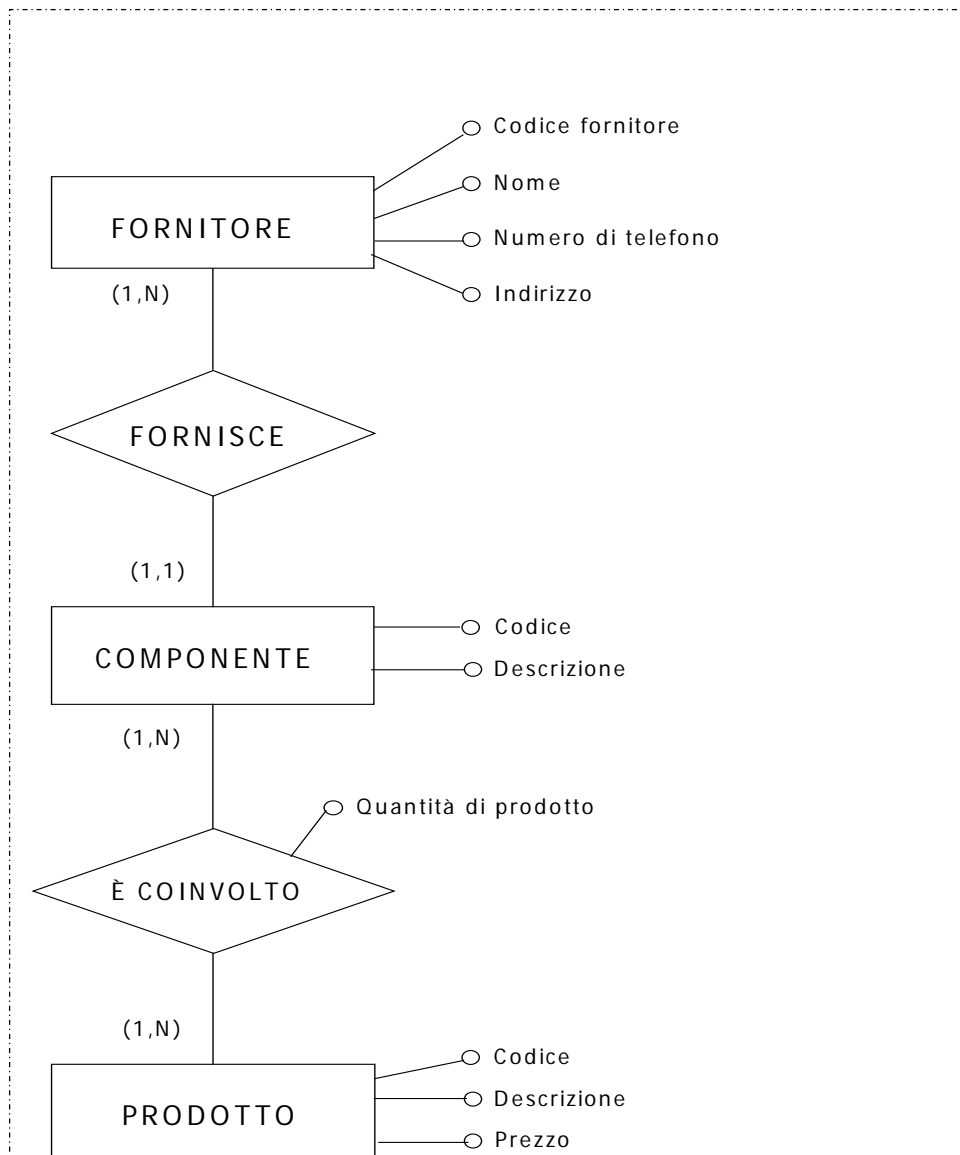 Codice fornitore
Nome
FORNITORE
Numero di telefono
(1,N)
Indirizzo
FORNISCE
(1,1)
Codice
COMPONENTE
Descrizione
(1,N)
Quantità di prodotto
È COINVOLTO
(1,N)
Codice
Descrizione
PRODOTTO
Prezzo